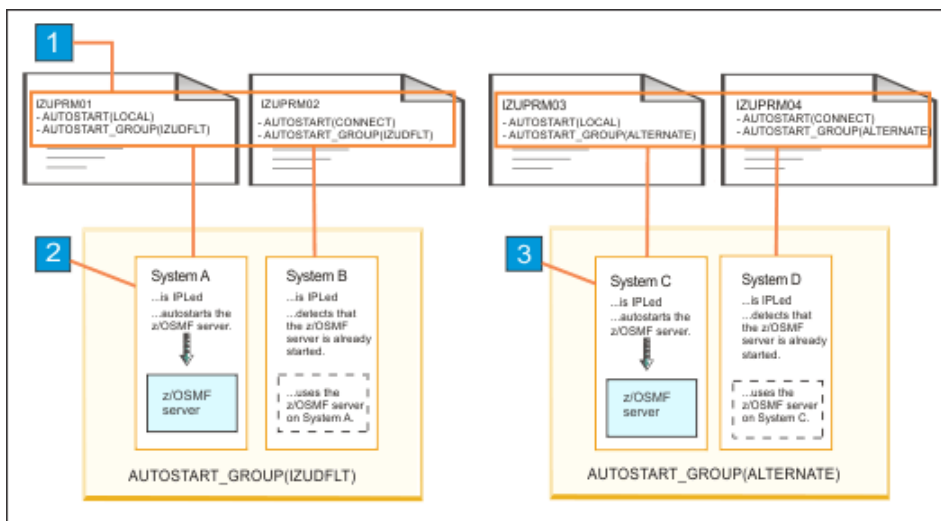 1
IZUPRM01
- AUTOSTART(LOCAL)
- AUTOSTART_GROUP(IZUDFLT)
IZUPRM02
- AUTOSTART(CONNECT)
- AUTOSTART_GROUP(IZUDFLT)
IZUPRM03
- AUTOSTART(LOCAL)
- AUTOSTART_GROUP(ALTERNATE)
IZUPRM04
- AUTOSTART(CONNECT)
- AUTOSTART_GROUP(ALTERNATE)
2
System A
...is IPLed
...autostarts the
z/OSMF server.
z/OSMF
server
System B
...is IPLed
...detects that
the z/OSMF
server is already
started.
...uses the
z/OSMF server
on System A.
AUTOSTART_GROUP(IZUDFLT)
3
System C
...is IPLed
...autostarts the
z/OSMF server.
z/OSMF
server
System D
...is IPLed
...detects that
the z/OSMF
server is already
started.
...uses the
z/OSMF server
on System C.
AUTOSTART_GROUP(ALTERNATE)